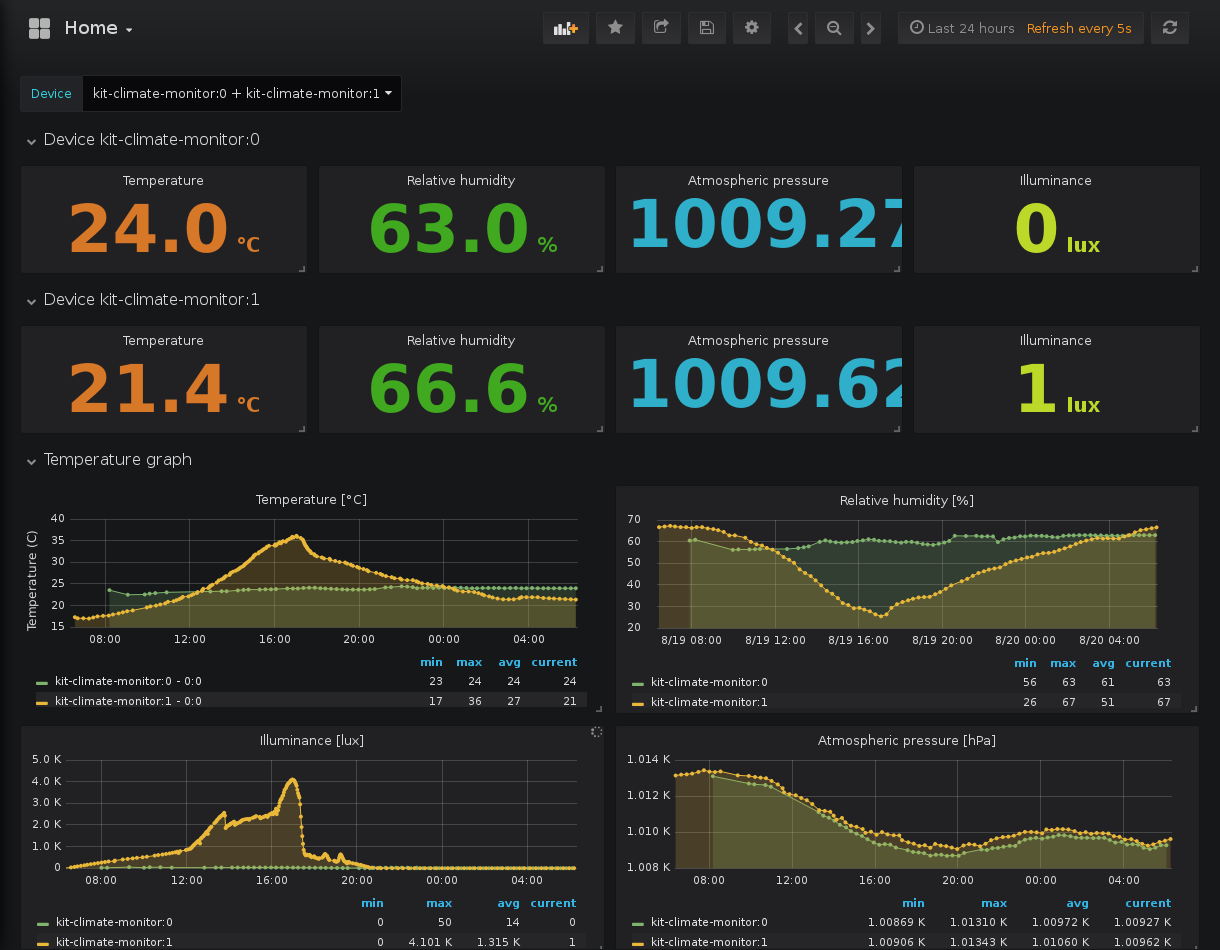 Home
Last 24 hours Refresh every 5s
Device kit-climate-monitor:0 + kit-climate-monitor:1
Device kit-climate-monitor:0
Temperature Relative humidity Atmospheric pressure Illuminance
24.0 °C 63.0 % 1009.27 0 lux
Device kit-climate-monitor:1
Temperature Relative humidity Atmospheric pressure Illuminance
21.4 °C 66.6 % 1009.62 1 lux
Temperature graph
Temperature [°C]
Temperature (C)
40
35
30
25
20
15
08:00 12:00 16:00 20:00 00:00 04:00
min max avg current
kit-climate-monitor:0 - 0:0 23 24 24 24
kit-climate-monitor:1 - 0:0 17 36 27 21
Relative humidity [%]
70
60
50
40
30
20
8/19 08:00 8/19 12:00 8/19 16:00 8/19 20:00 8/20 00:00 8/20 04:00
min max avg current
kit-climate-monitor:0 56 63 61 63
kit-climate-monitor:1 26 67 51 67
Illuminance [lux]
5.0 K
4.0 K
3.0 K
2.0 K
1.0 K
0
08:00 12:00 16:00 20:00 00:00 04:00
min max avg current
kit-climate-monitor:0 0 50 14 0
kit-climate-monitor:1 0 4.101 K 1.315 K 1
Atmospheric pressure [hPa]
1.014 K
1.012 K
1.010 K
1.008 K
08:00 12:00 16:00 20:00 00:00 04:00
min max avg current
kit-climate-monitor:0 1.00869 K 1.01310 K 1.00972 K 1.00927 K
kit-climate-monitor:1 1.00906 K 1.01343 K 1.01060 K 1.00962 K